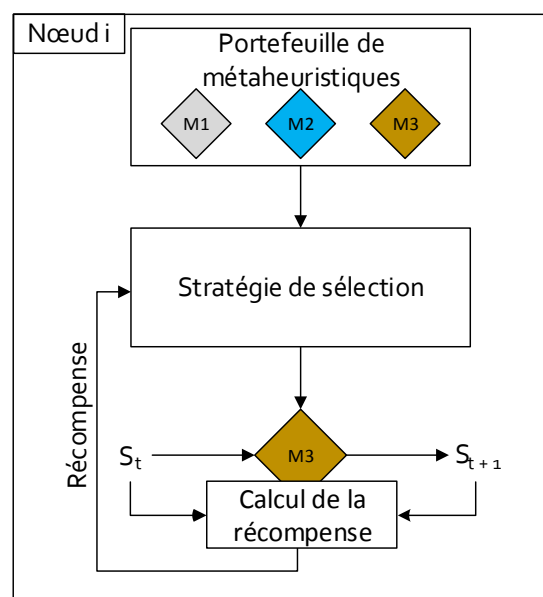 Nœud i
Portefeuille de
métaheuristiques
M1 M2 M3
Stratégie de sélection
Récompense
St M3 St+1
Calcul de la
récompense